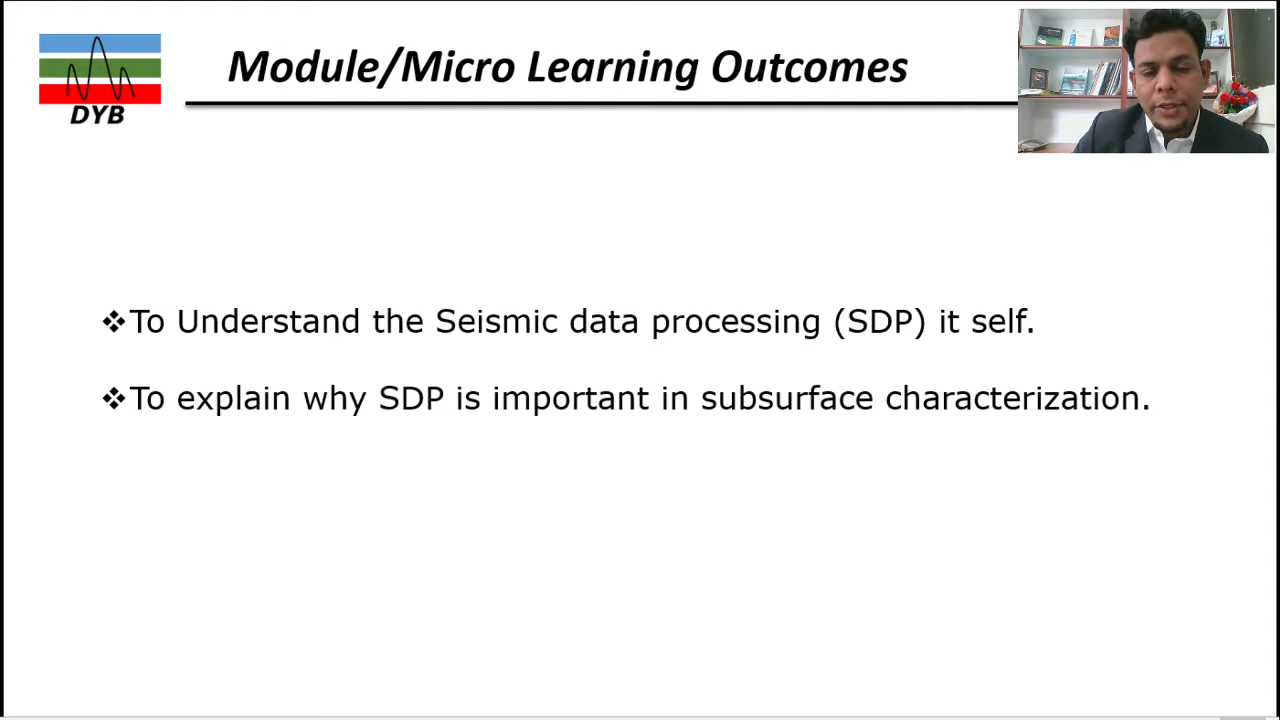 Module/Micro Learning Outcomes
DYB
❖To Understand the Seismic data processing (SDP) it self.
❖To explain why SDP is important in subsurface characterization.